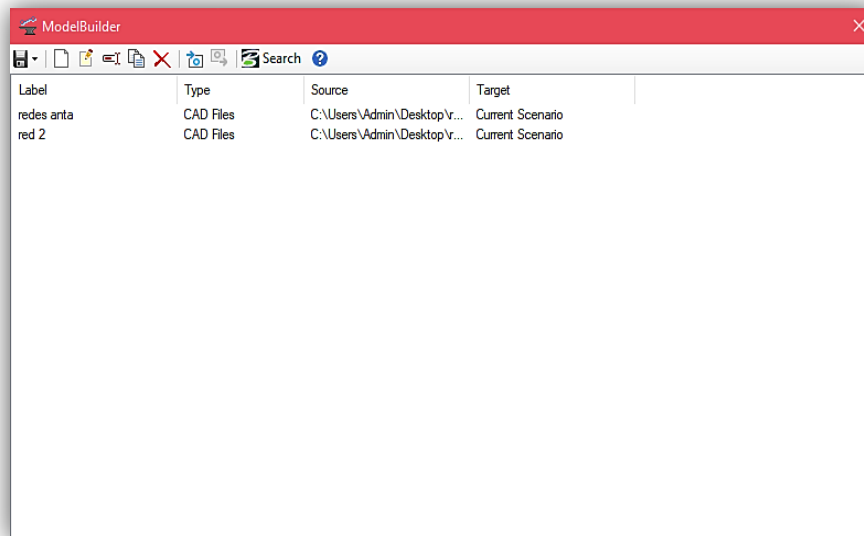 ModelBuilder
Search
Label Type Source Target
redes anta CAD Files C:\Users\Admin\Desktop\r... Current Scenario
red 2 CAD Files C:\Users\Admin\Desktop\r... Current Scenario